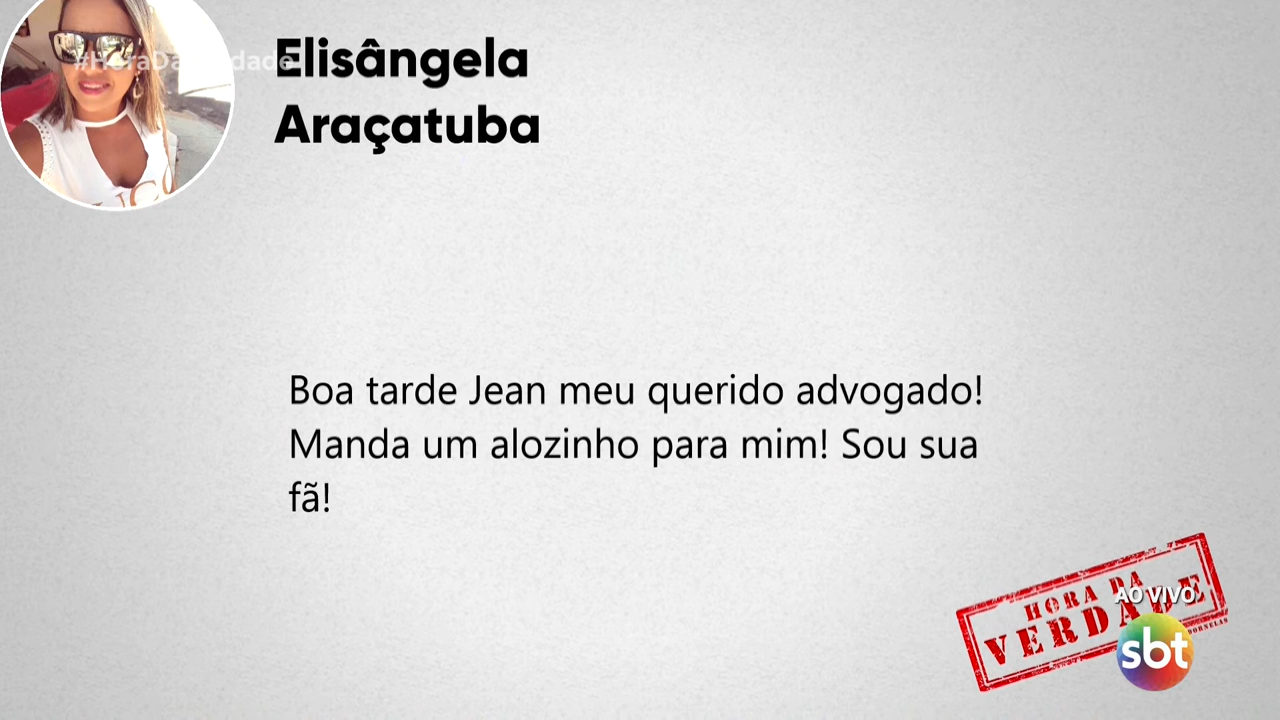 #HoraDaVerdade
Elisângela
Araçatuba
Boa tarde Jean meu querido advogado!
Manda um alozinho para mim! Sou sua
fã!
HORA DA
VERDADE
AO VIVO
sbt